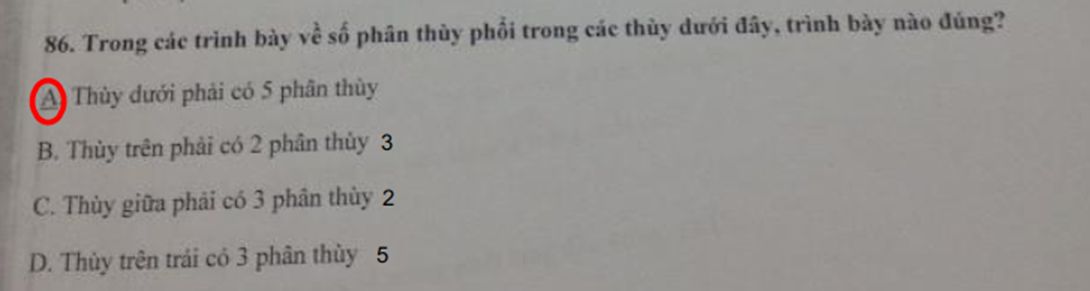 86. Trong các trình bày về số phân thùy phổi trong các thùy dưới đây, trình bày nào đúng?
A. Thùy dưới phải có 5 phân thùy
B. Thùy trên phải có 2 phân thùy 3
C. Thùy giữa phải có 3 phân thùy 2
D. Thùy trên trái có 3 phân thùy 5